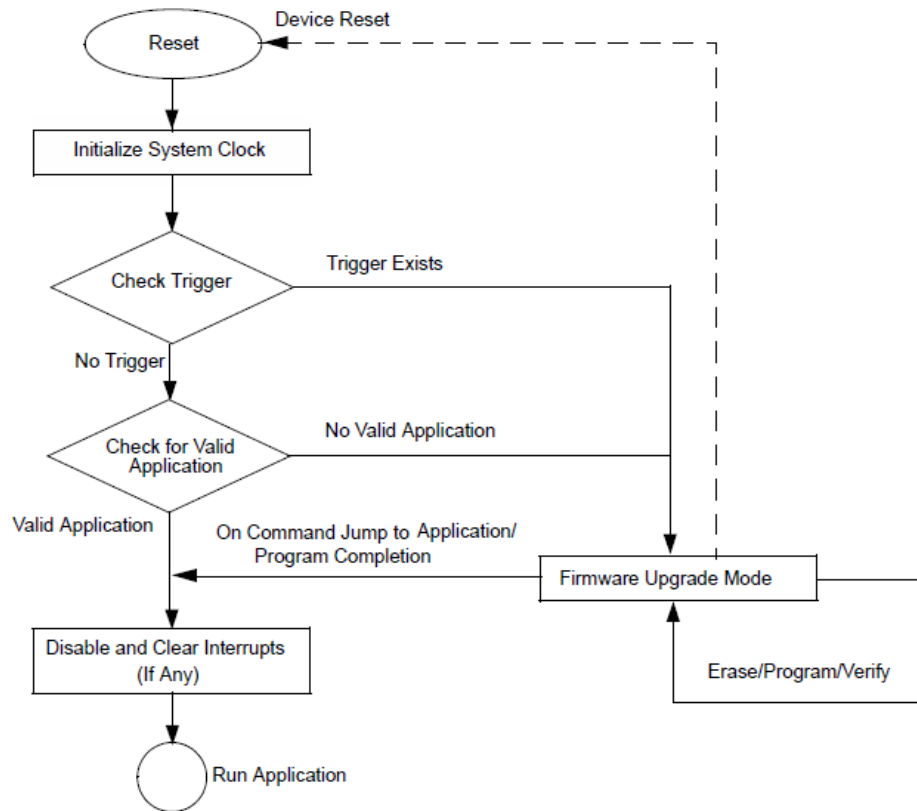 Device Reset
Reset
Initialize System Clock
Check Trigger
Trigger Exists
No Trigger
Check for Valid
Application
No Valid Application
Valid Application
On Command Jump to Application/
Program Completion
Firmware Upgrade Mode
Disable and Clear Interrupts
(If Any)
Erase/Program/Verify
Run Application